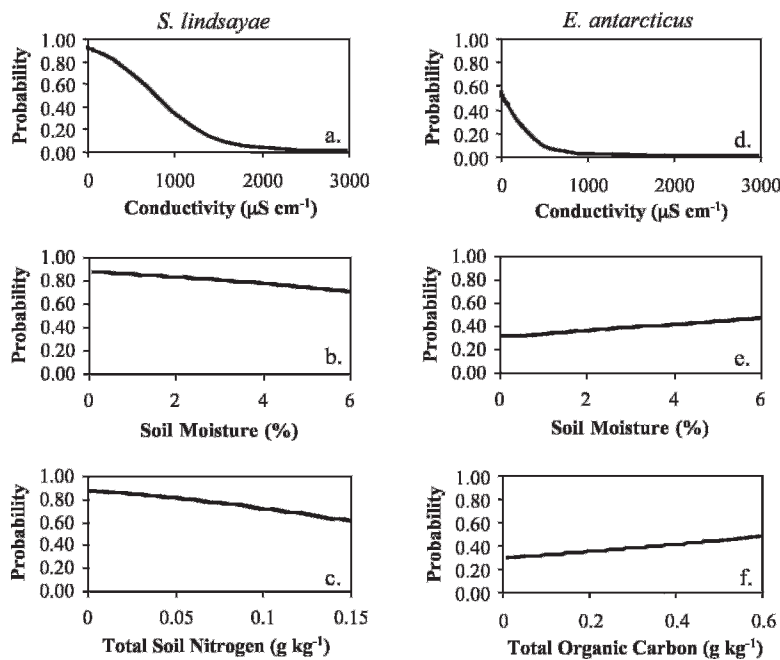 S. lindsayae
E. antarcticus
Probability
1.00
0.80
0.60
0.40
0.20
0.00
a.
0 1000 2000 3000
Conductivity (µS cm-1)
Probability
1.00
0.80
0.60
0.40
0.20
0.00
d.
0 1000 2000 3000
Conductivity (µS cm-1)
Probability
1.00
0.80
0.60
0.40
0.20
0.00
b.
0 2 4 6
Soil Moisture (%)
Probability
1.00
0.80
0.60
0.40
0.20
0.00
e.
0 2 4 6
Soil Moisture (%)
Probability
1.00
0.80
0.60
0.40
0.20
0.00
c.
0 0.05 0.1 0.15
Total Soil Nitrogen (g kg-1)
Probability
1.00
0.80
0.60
0.40
0.20
0.00
f.
0 0.2 0.4 0.6
Total Organic Carbon (g kg-1)